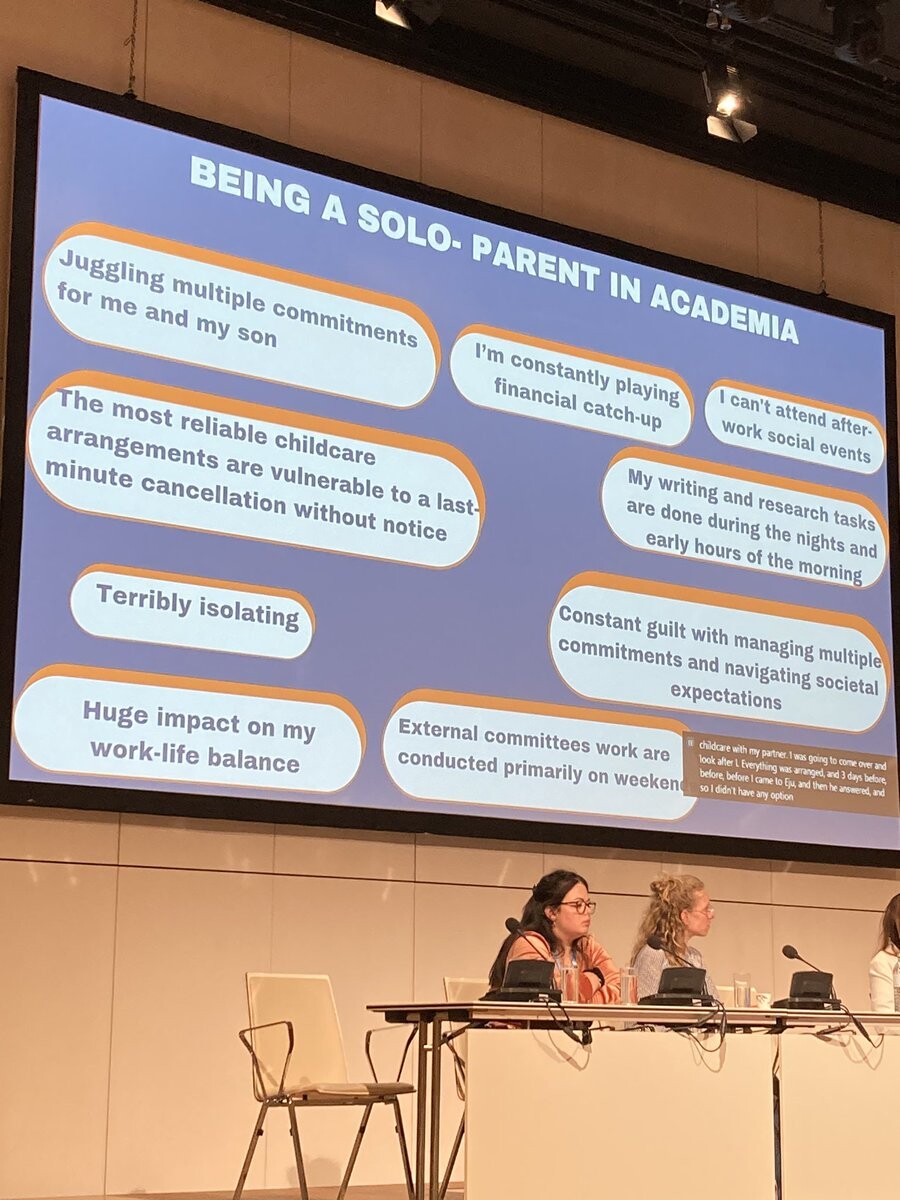 BEING A SOLO- PARENT IN ACADEMIA
Juggling multiple commitments
for me and my son
I'm constantly playing
financial catch-up
I can't attend after-
work social events
The most reliable childcare
arrangements are vulnerable to a last-
minute cancellation without notice
My writing and research tasks
are done during the nights and
early hours of the morning
Terribly isolating
Constant guilt with managing multiple
commitments and navigating societal
expectations
Huge impact on my
work-life balance
External committees work are
conducted primarily on weekend
childcare with my partner. I was going to come over and
look after I. Everything was arranged, and 3 days before,
before, before I came to Eju, and then he answered, and
so I didn't have any option